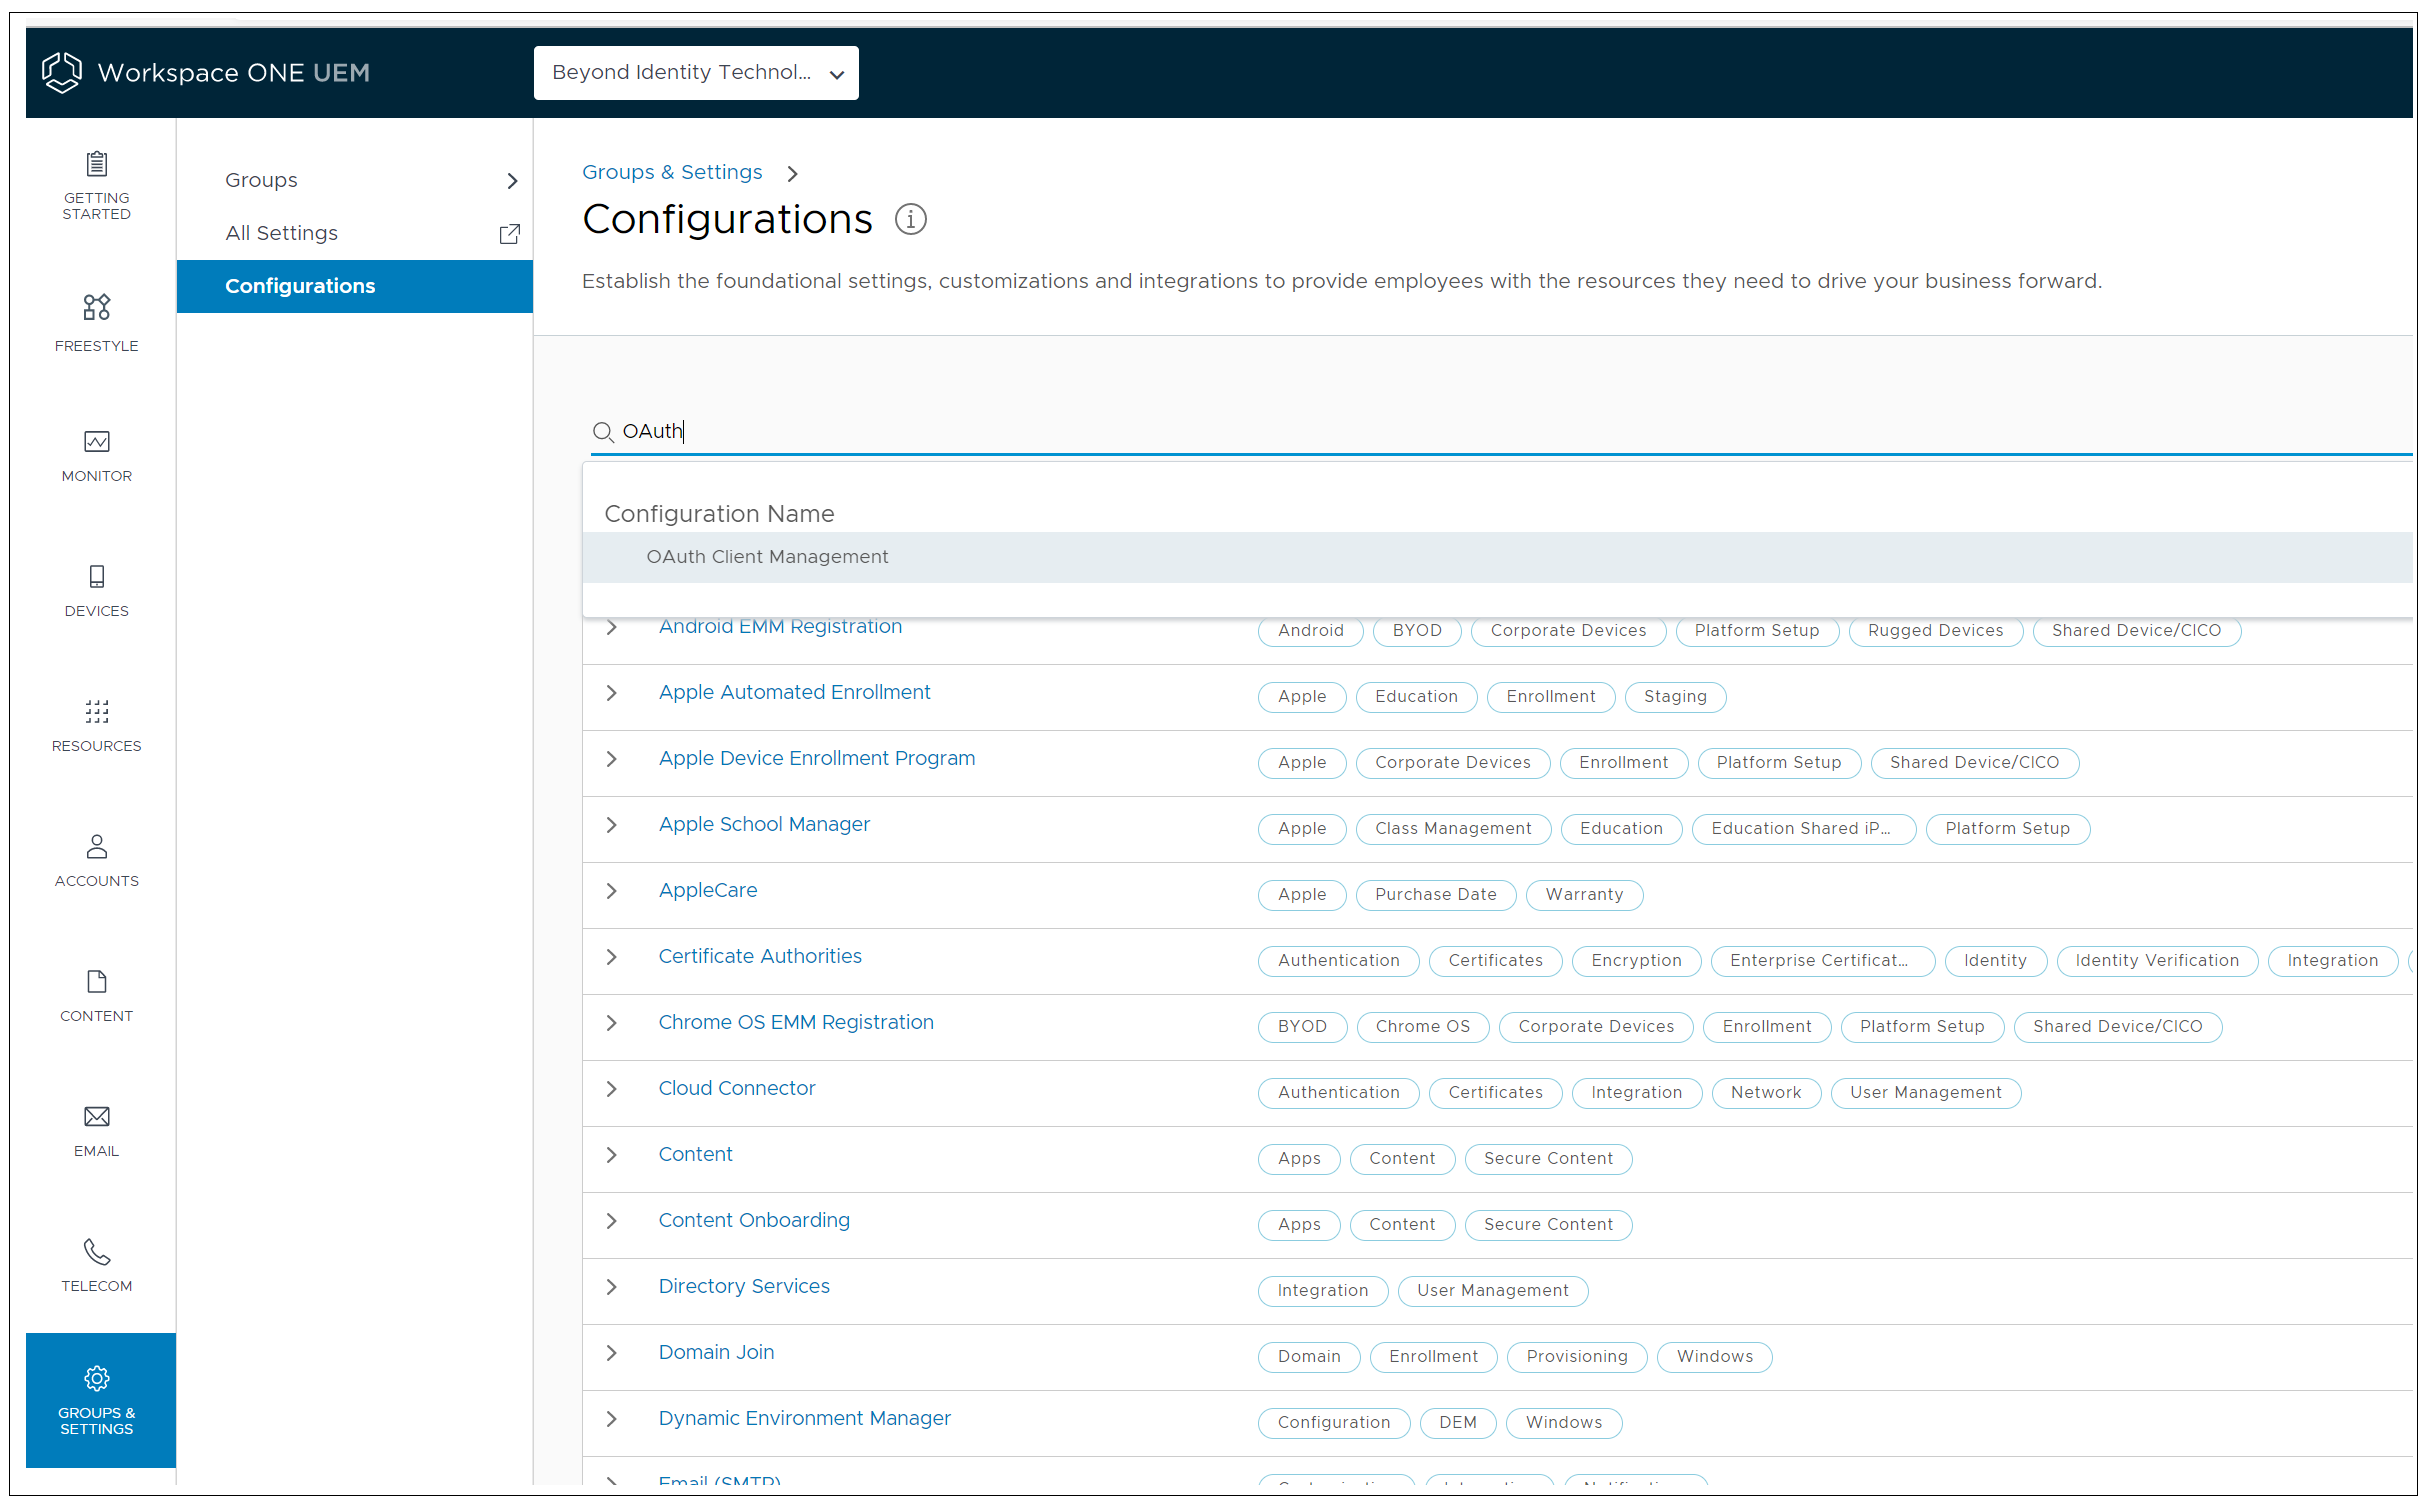 Workspace ONE UEM
Beyond Identity Technol...
GETTING
STARTED
FREESTYLE
MONITOR
DEVICES
RESOURCES
ACCOUNTS
CONTENT
EMAIL
TELECOM
GROUPS &
SETTINGS
Groups
All Settings
Configurations
Groups & Settings
Configurations
Establish the foundational settings, customizations and integrations to provide employees with the resources they need to drive your business forward.
OAuth
Configuration Name
OAuth Client Management
Android EMM Registration Android BYOD Corporate Devices Platform Setup Rugged Devices Shared Device/CICO
Apple Automated Enrollment Apple Education Enrollment Staging
Apple Device Enrollment Program Apple Corporate Devices Enrollment Platform Setup Shared Device/CICO
Apple School Manager Apple Class Management Education Education Shared iP... Platform Setup
AppleCare Apple Purchase Date Warranty
Certificate Authorities Authentication Certificates Encryption Enterprise Certificat... Identity Identity Verification Integration
Chrome OS EMM Registration BYOD Chrome OS Corporate Devices Enrollment Platform Setup Shared Device/CICO
Cloud Connector Authentication Certificates Integration Network User Management
Content Apps Content Secure Content
Content Onboarding Apps Content Secure Content
Directory Services Integration User Management
Domain Join Domain Enrollment Provisioning Windows
Dynamic Environment Manager Configuration DEM Windows
Email (SMTP)